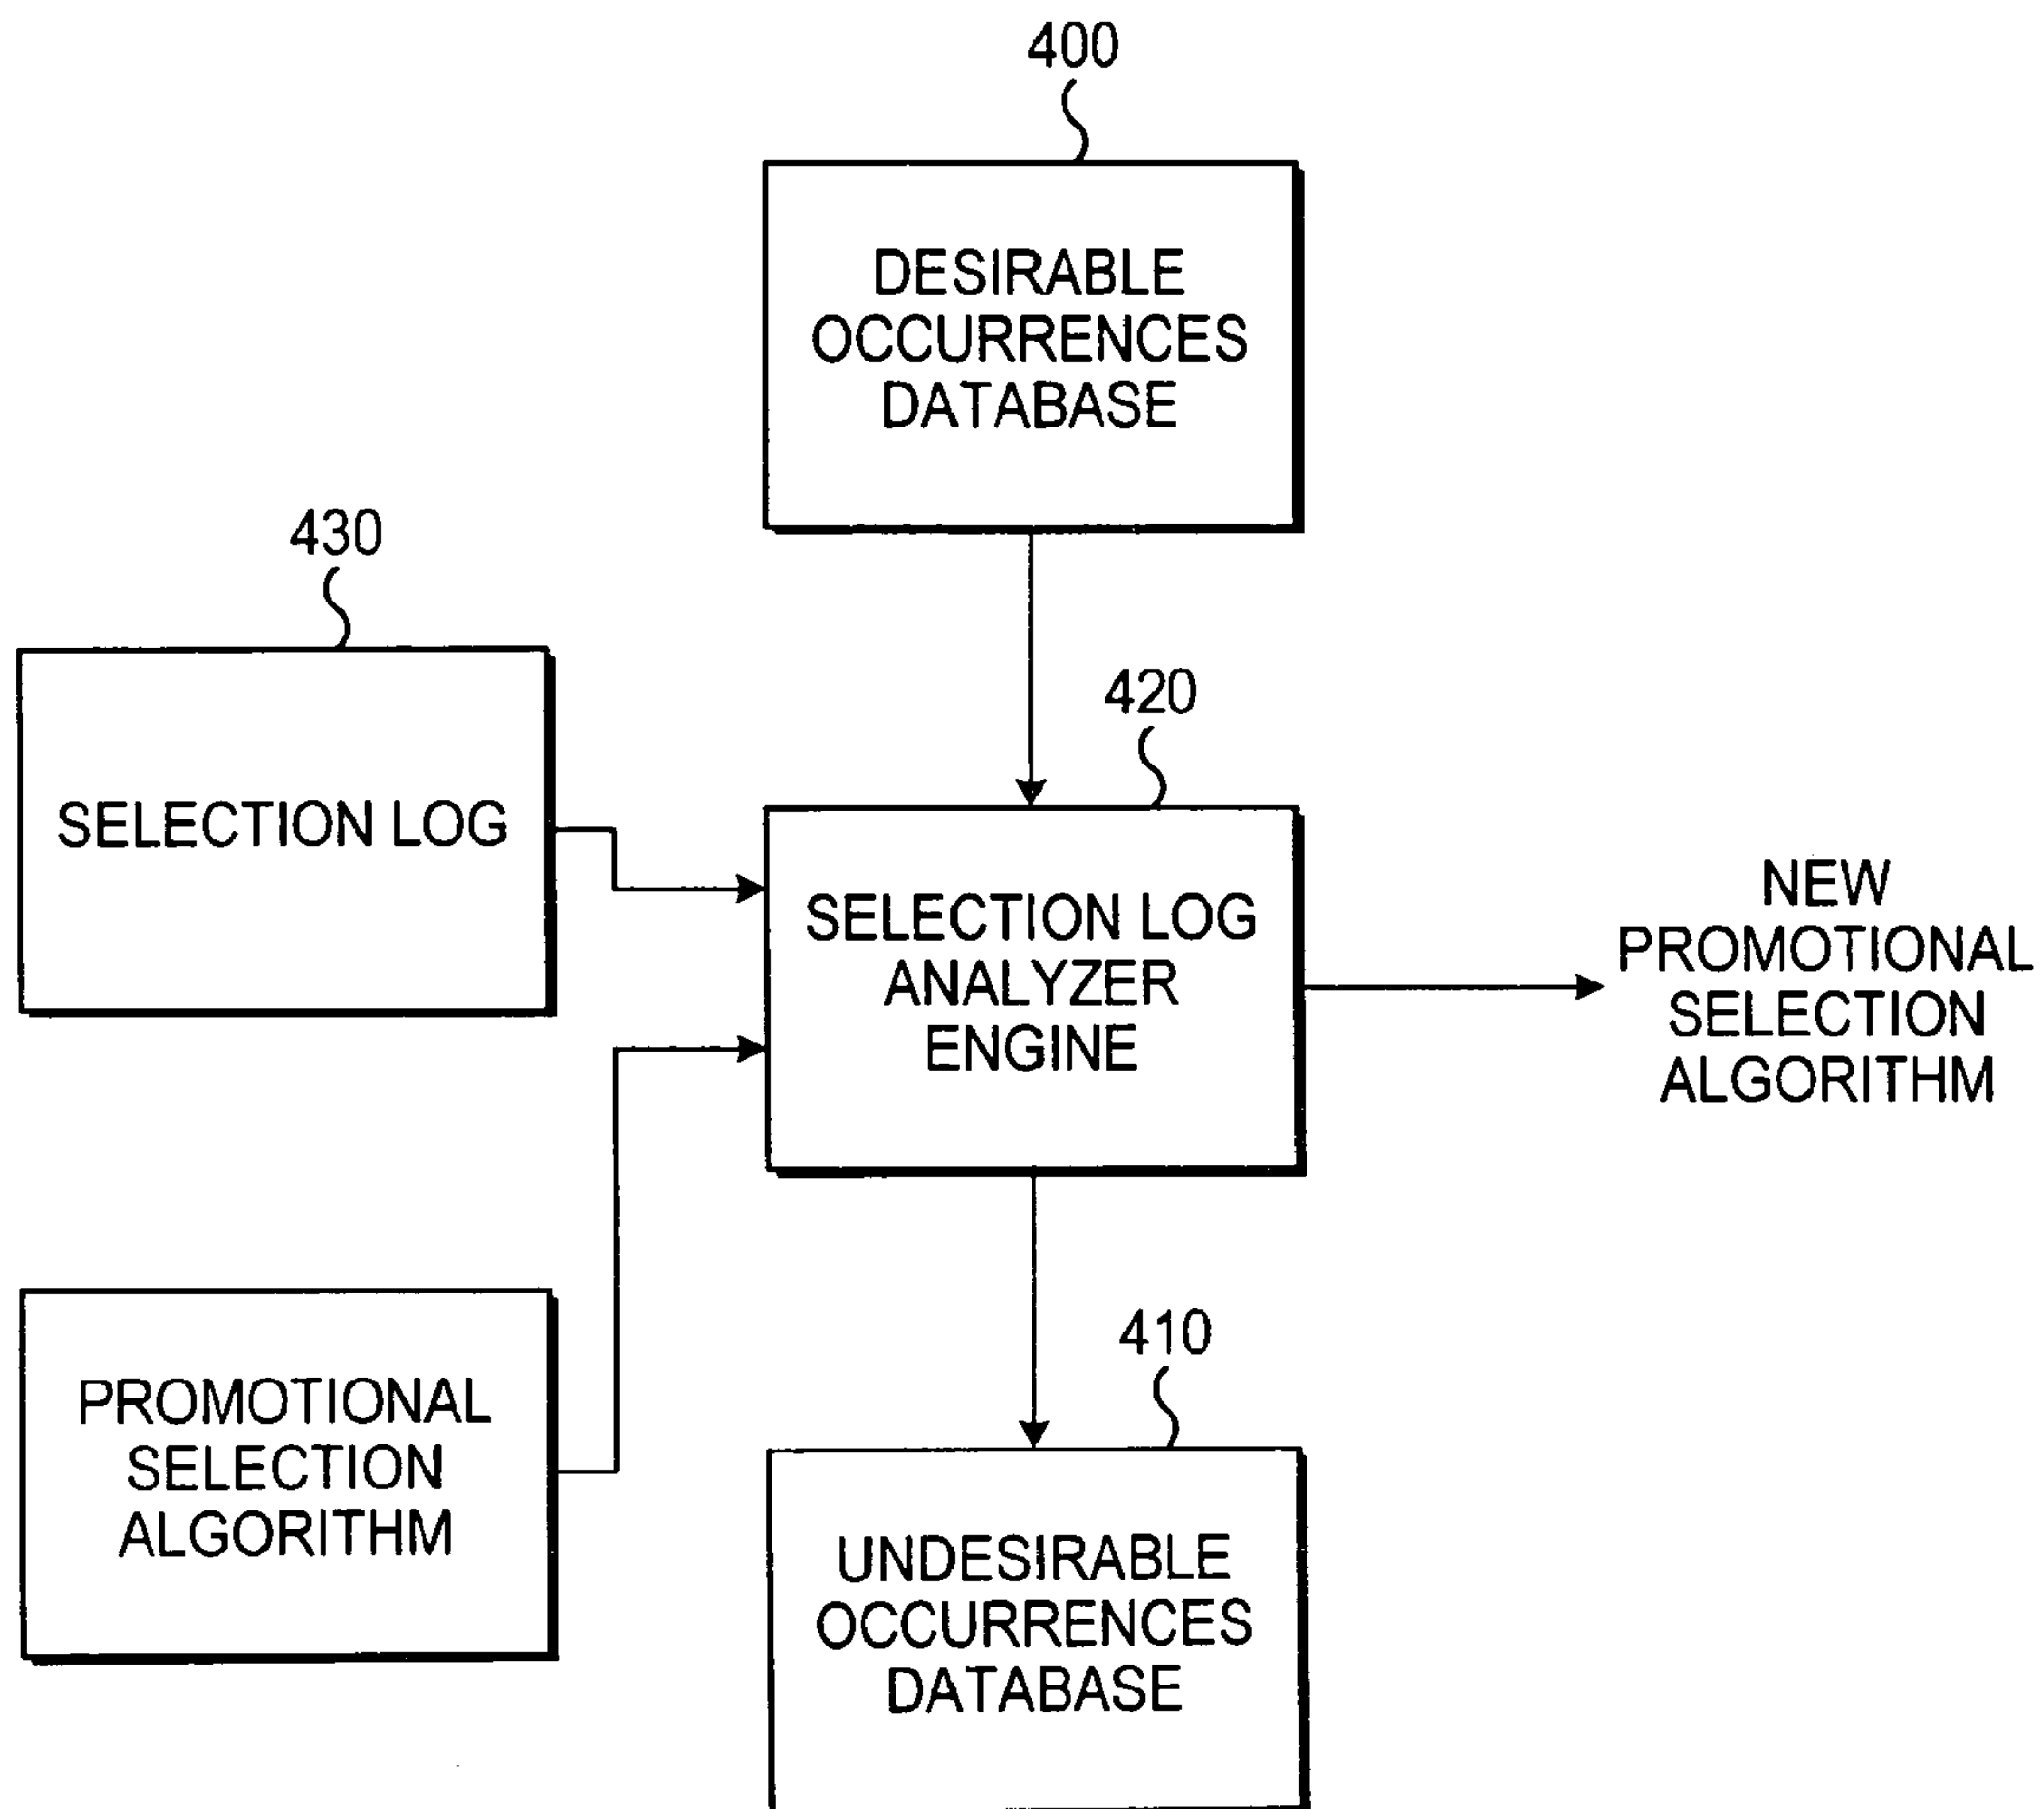 400
DESIRABLE
OCCURRENCES
DATABASE
430
SELECTION LOG
420
SELECTION LOG
ANALYZER
ENGINE
NEW
PROMOTIONAL
SELECTION
ALGORITHM
PROMOTIONAL
SELECTION
ALGORITHM
410
UNDESIRABLE
OCCURRENCES
DATABASE